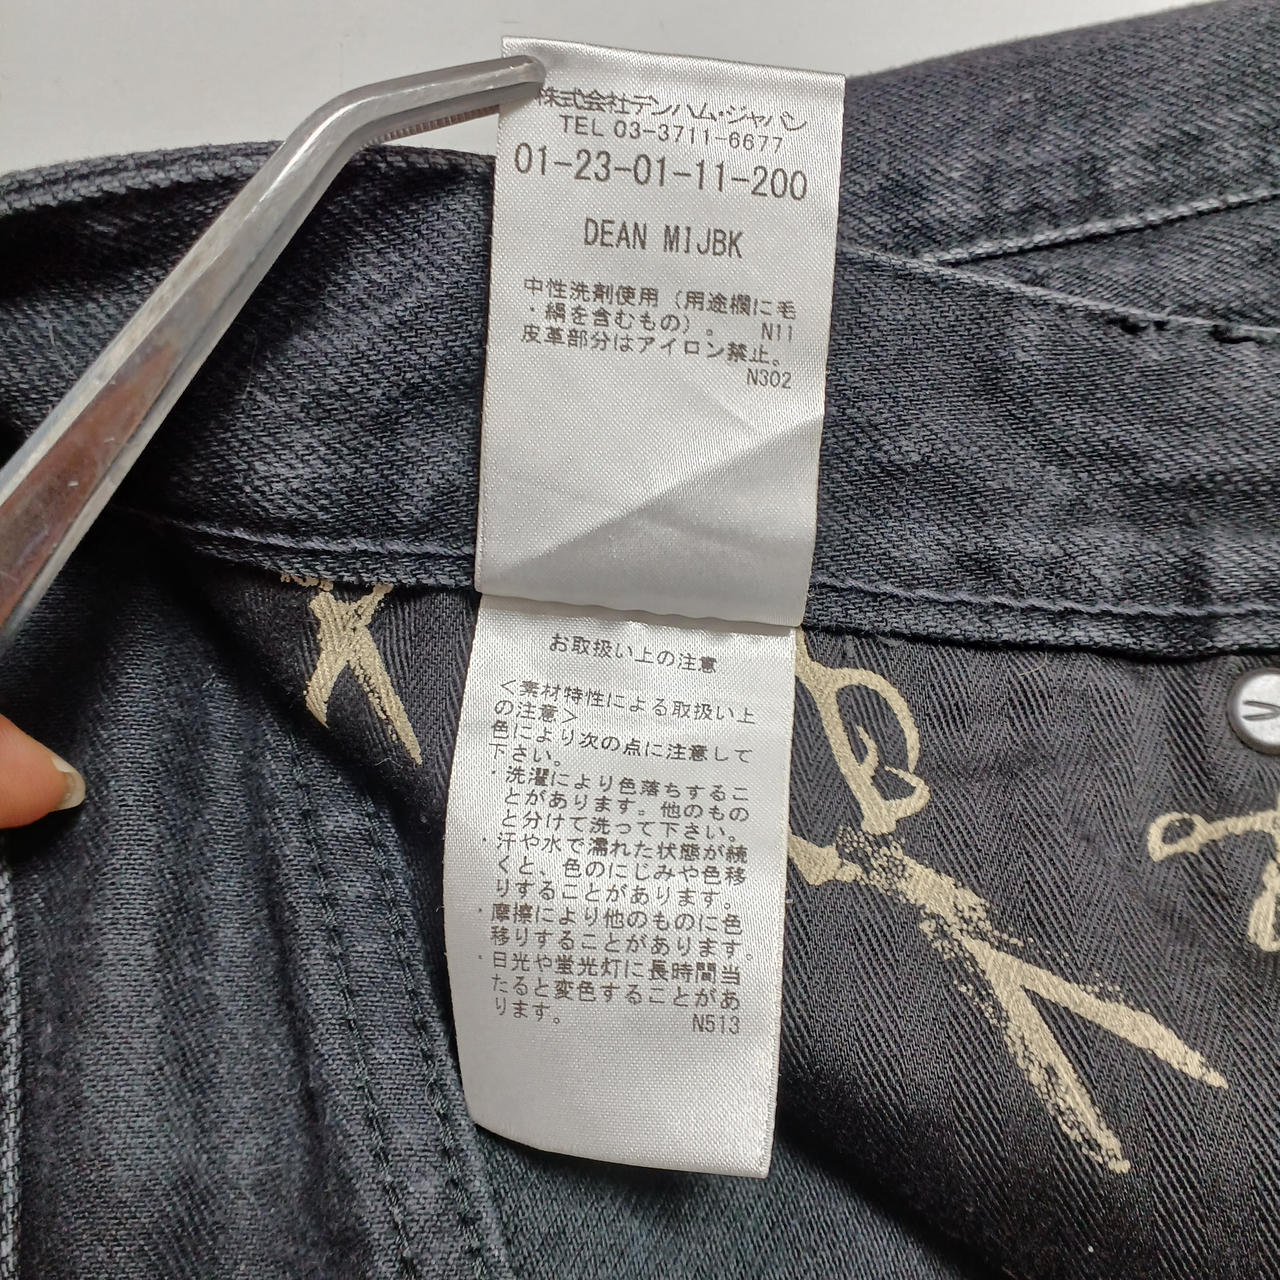 株式会社デンハム・ジャパン
TEL 03-3711-6677
01-23-01-11-200
DEAN MIJBK
中性洗剤使用（用途欄に毛
・絹を含むもの）。 N11
皮革部分はアイロン禁止。
N302
お取扱い上の注意
＜素材特性による取扱い上
の注意＞
色により次の点に注意して
下さい。
・洗濯により色落ちするこ
とがあります。他のもの
と分けて洗って下さい。
・汗や水で濡れた状態が続
くと、色のにじみや色移
りすることがあります。
・摩擦により他のものに色
移りすることがあります。
・日光や蛍光灯に長時間当
たると変色することがあ
ります。 N513